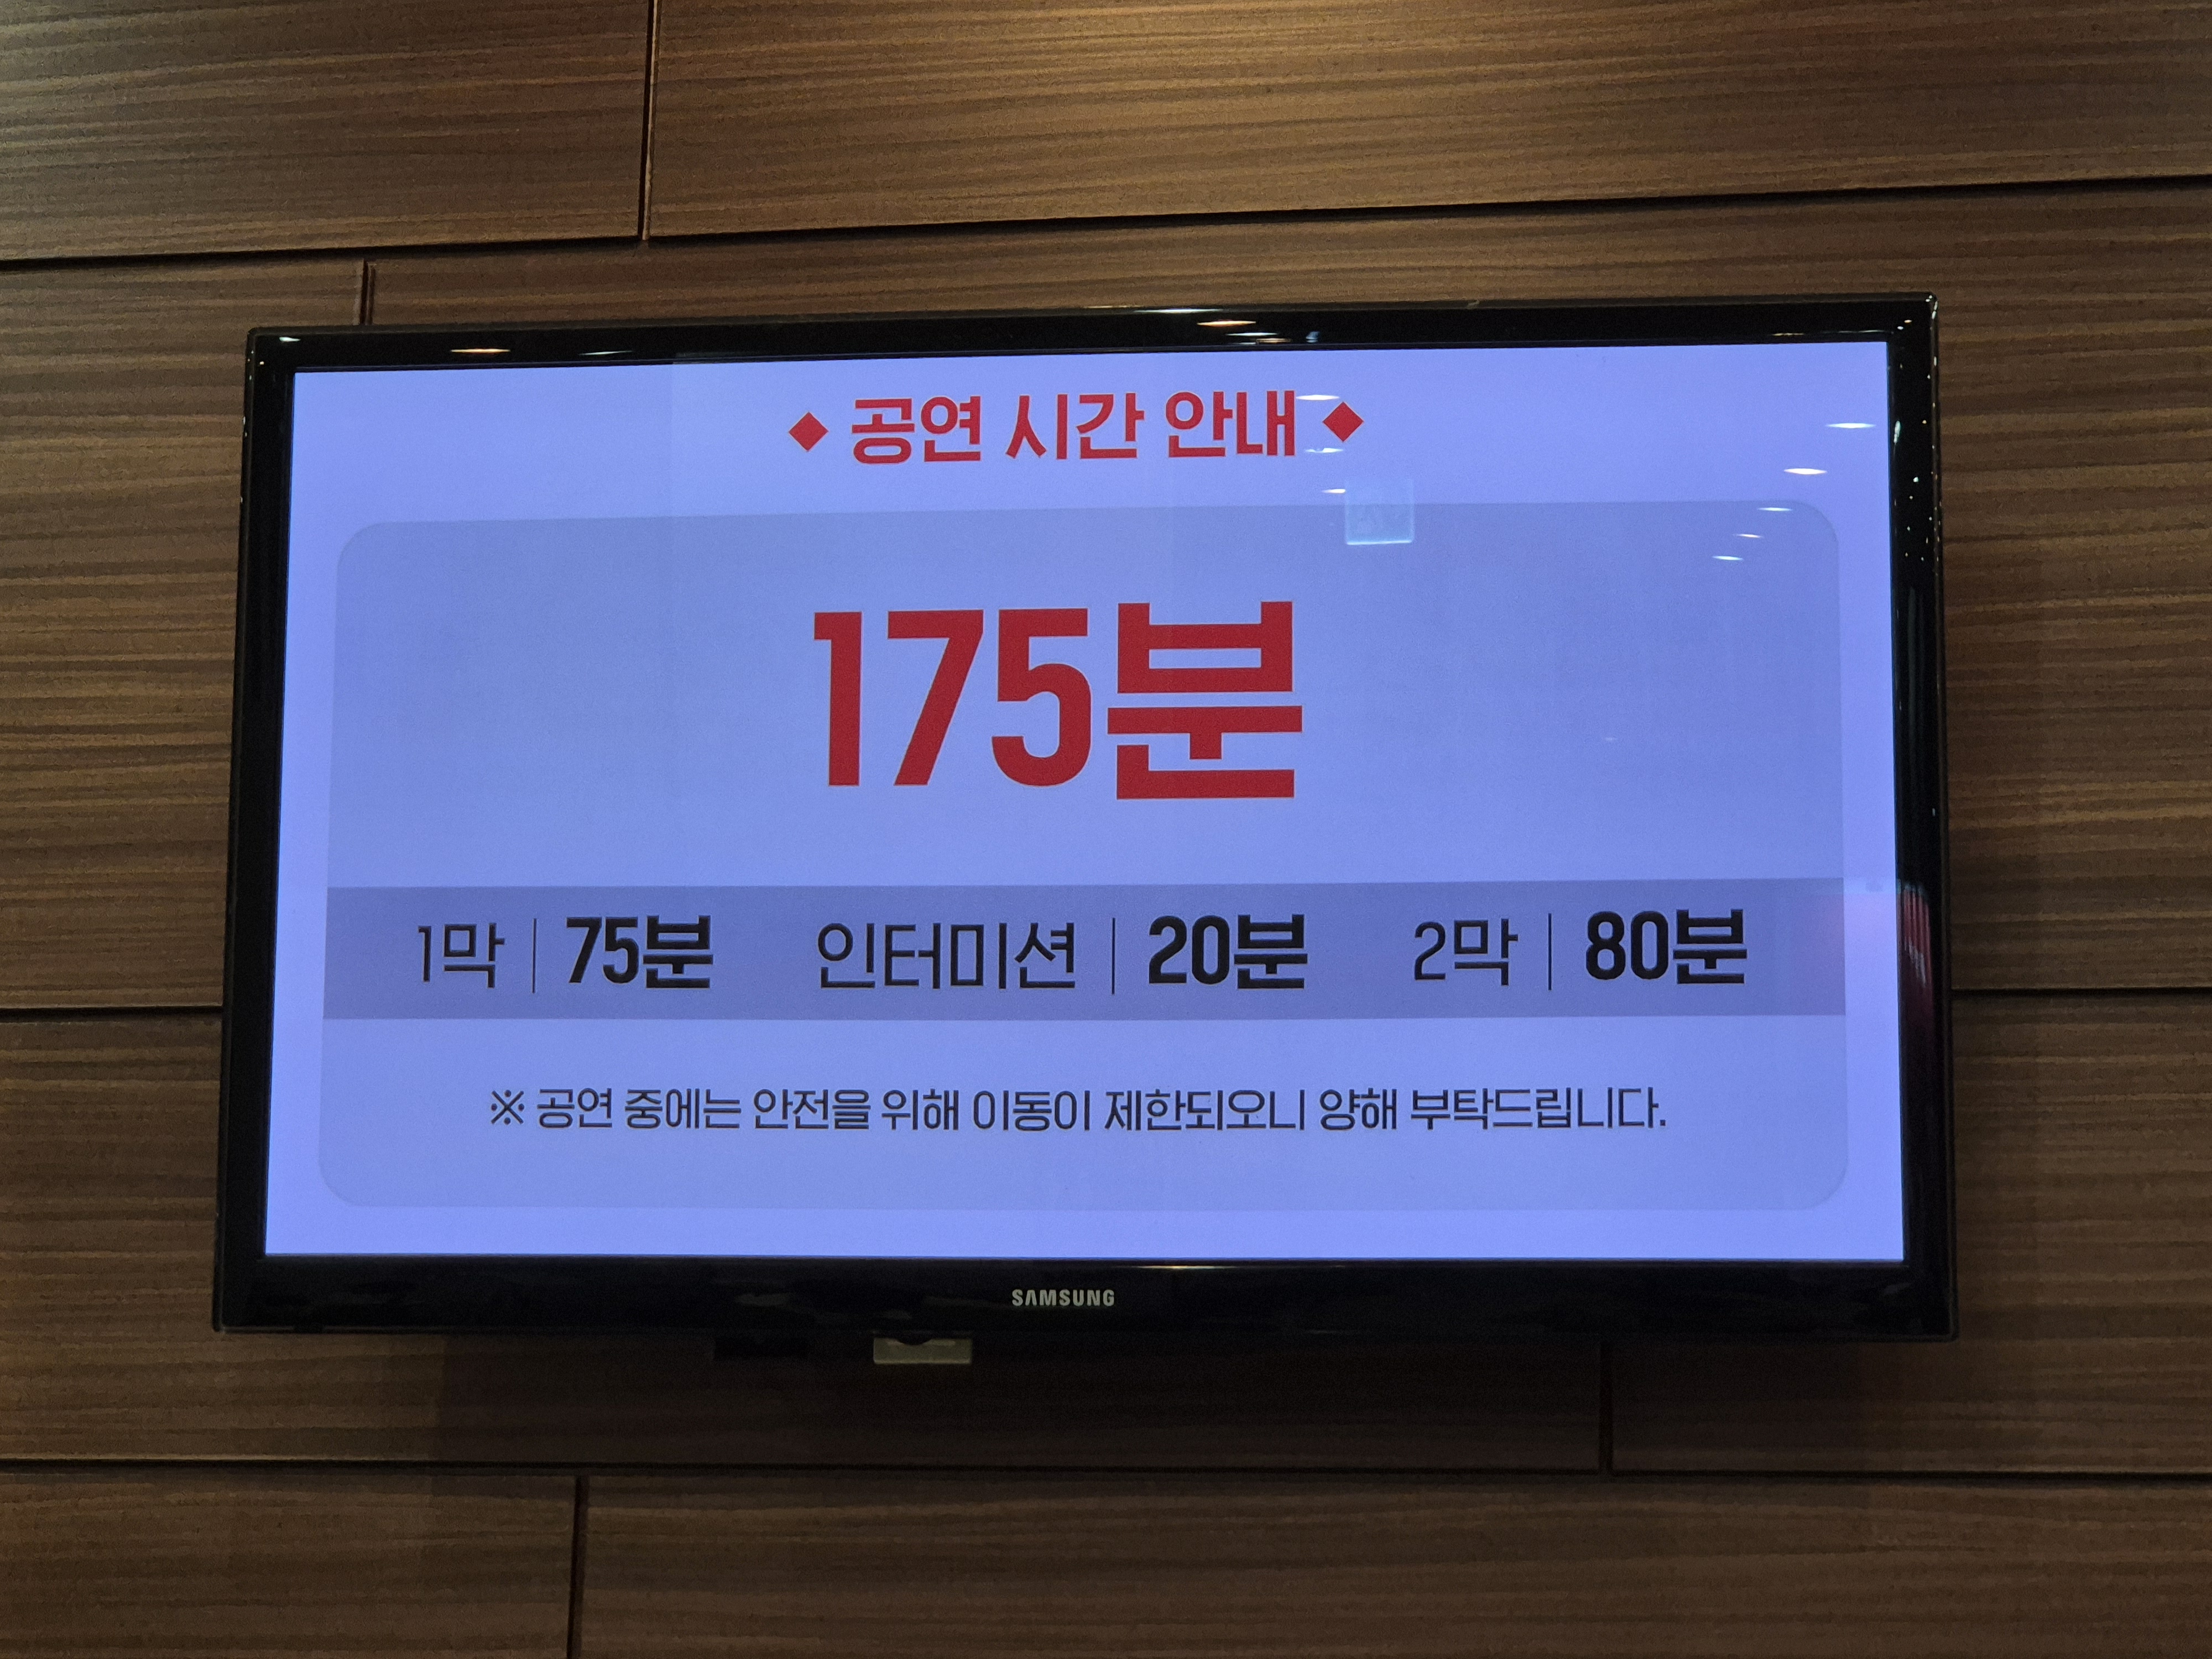 ◆ 공연 시간 안내 ◆
175분
1막 | 75분 인터미션 | 20분 2막 | 80분
※ 공연 중에는 안전을 위해 이동이 제한되오니 양해 부탁드립니다.
SAMSUNG